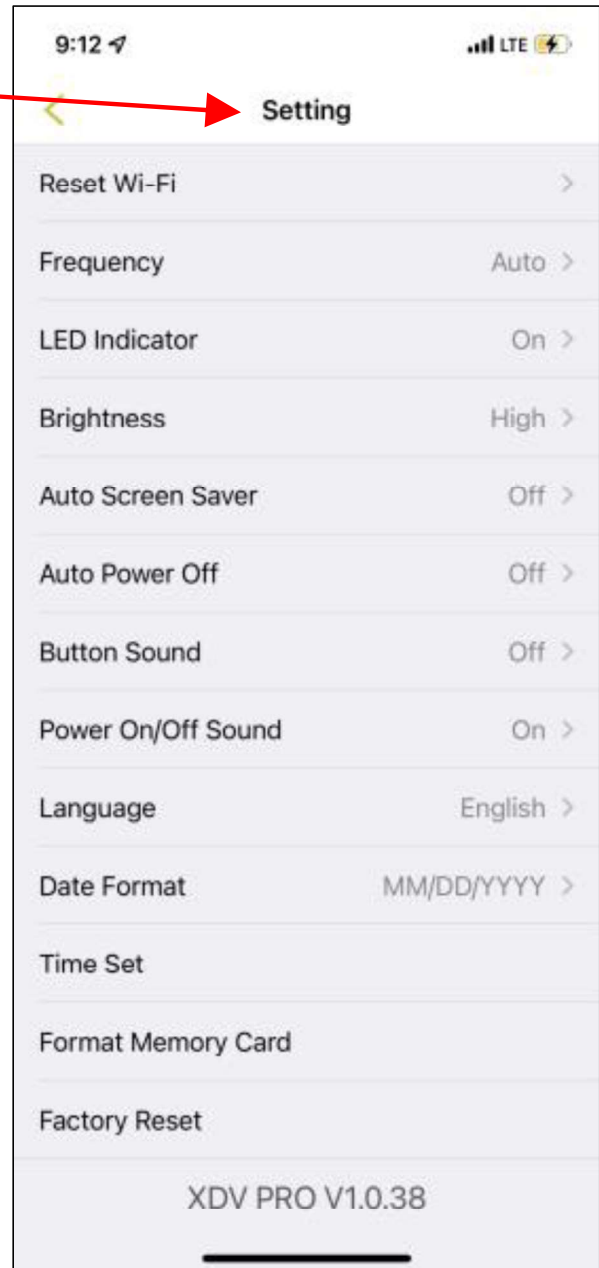 9:12 LTE
Setting
Reset Wi-Fi
Frequency Auto
LED Indicator On
Brightness High
Auto Screen Saver Off
Auto Power Off Off
Button Sound Off
Power On/Off Sound On
Language English
Date Format MM/DD/YYYY
Time Set
Format Memory Card
Factory Reset
XDV PRO V1.0.38